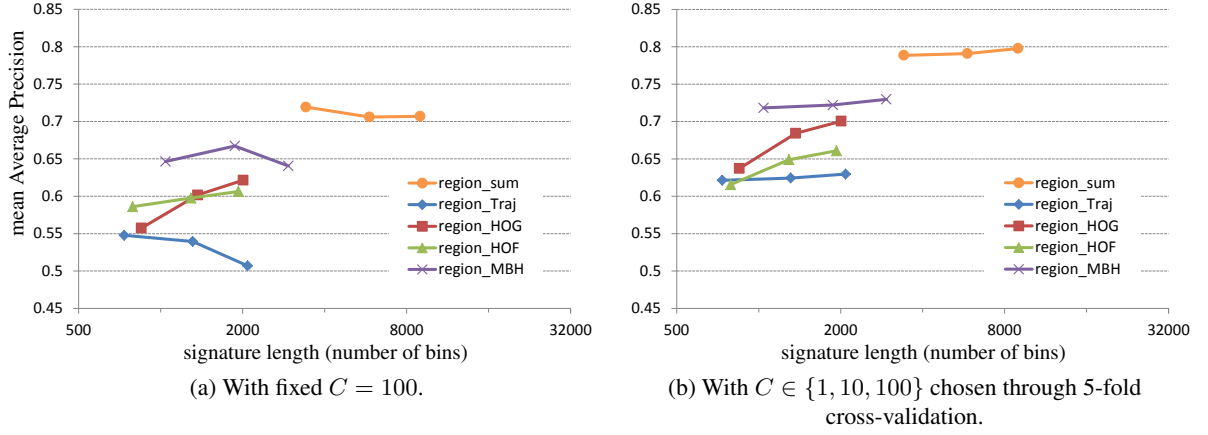 0.85
0.8
0.75
0.7
0.65
0.6
0.55
0.5
0.45
mean Average Precision
region_sum
region_Traj
region_HOG
region_HOF
region_MBH
500
2000
8000
32000
signature length (number of bins)
(a) With fixed C = 100.
0.85
0.8
0.75
0.7
0.65
0.6
0.55
0.5
0.45
region_sum
region_Traj
region_HOG
region_HOF
region_MBH
500
2000
8000
32000
signature length (number of bins)
(b) With C ∈ {1, 10, 100} chosen through 5-fold
cross-validation.